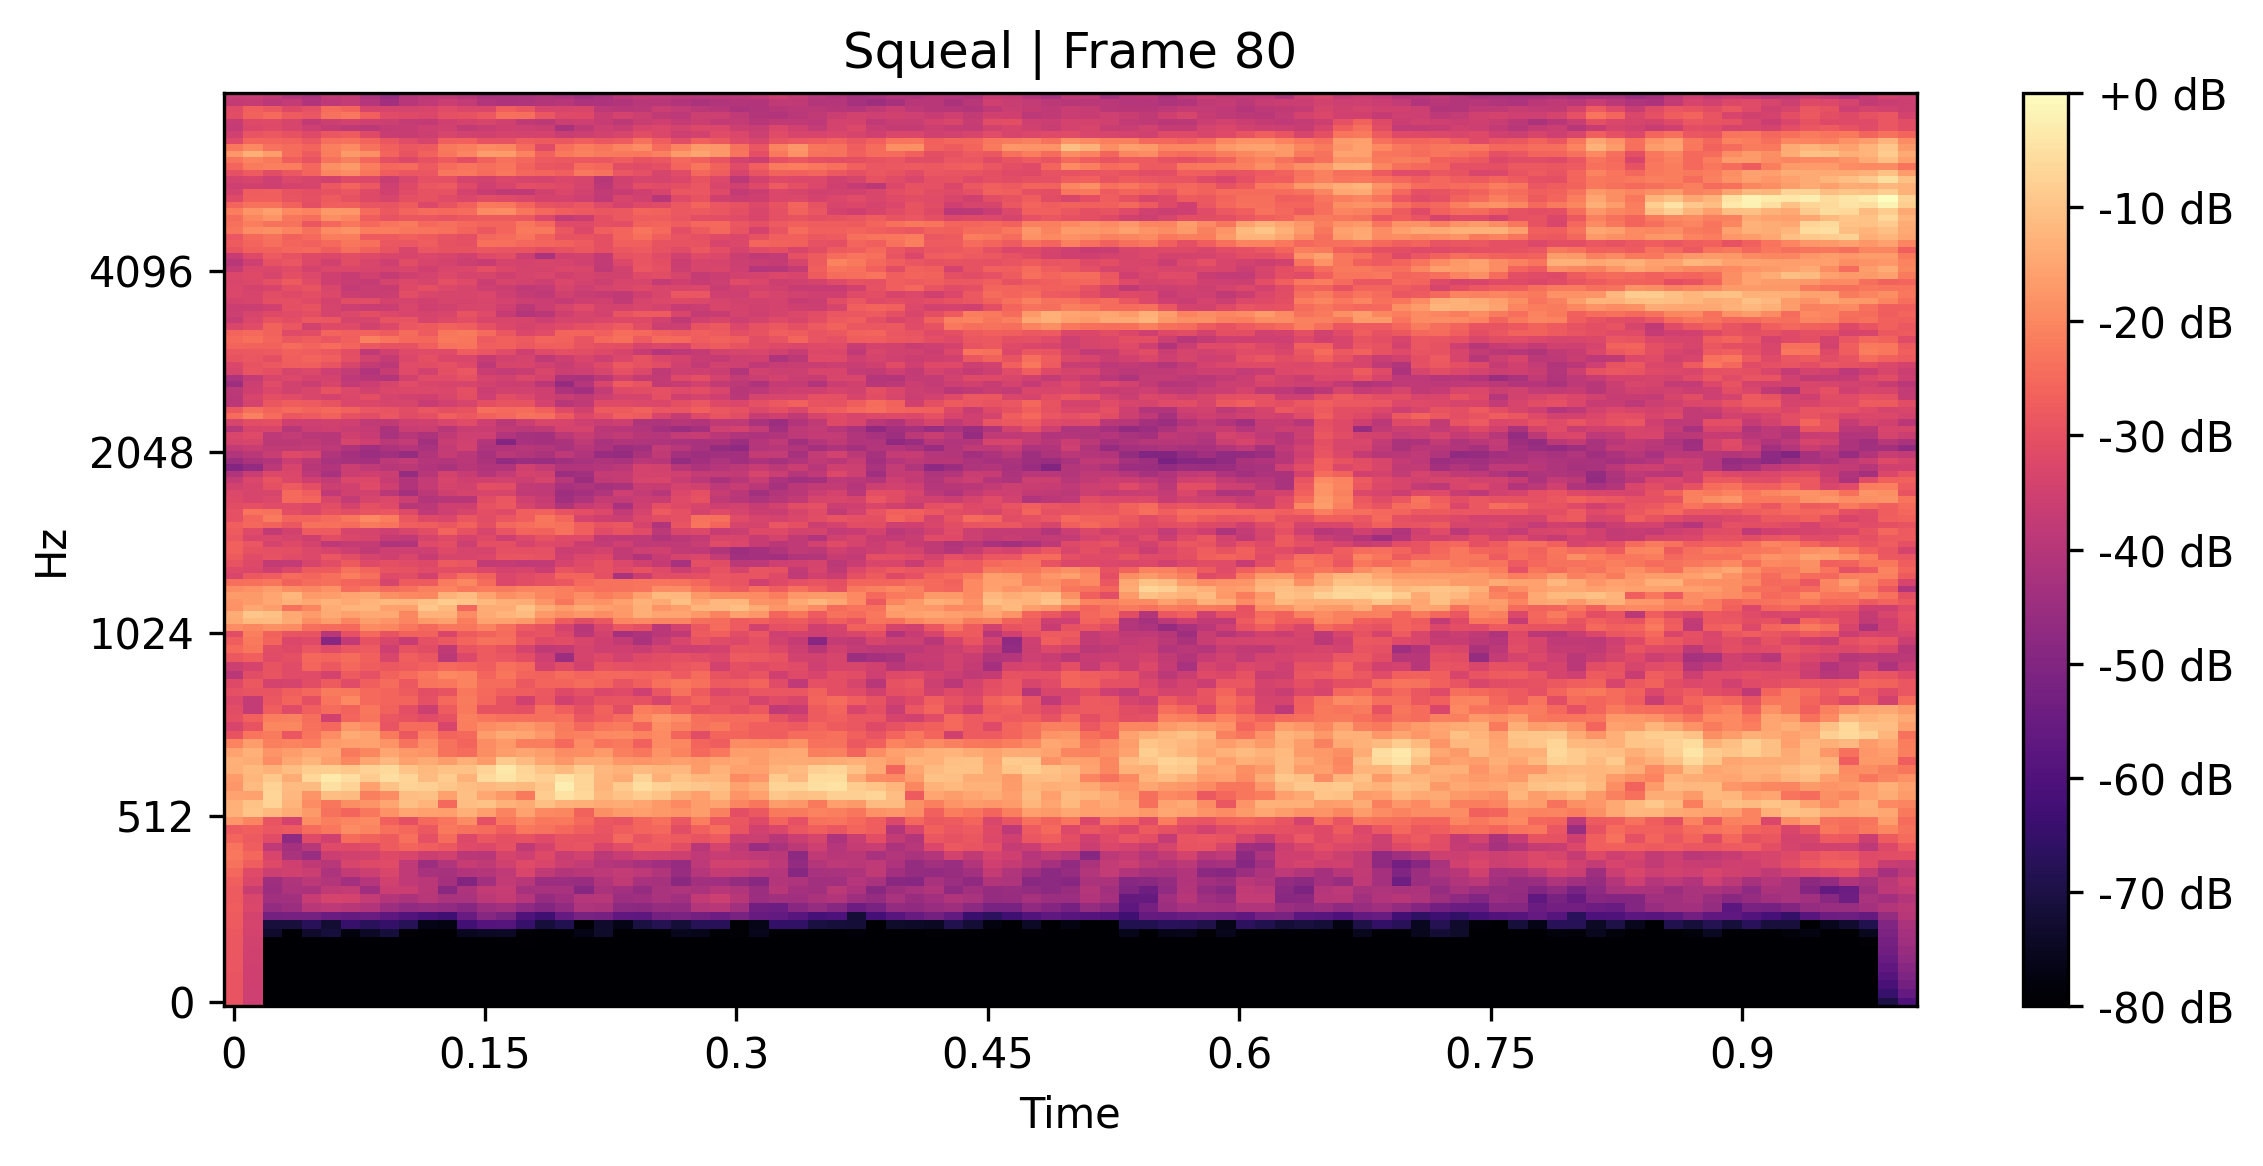 Squeal | Frame 80
Hz
4096
2048
1024
512
0
0 0.15 0.3 0.45 0.6 0.75 0.9
Time
+0 dB
-10 dB
-20 dB
-30 dB
-40 dB
-50 dB
-60 dB
-70 dB
-80 dB